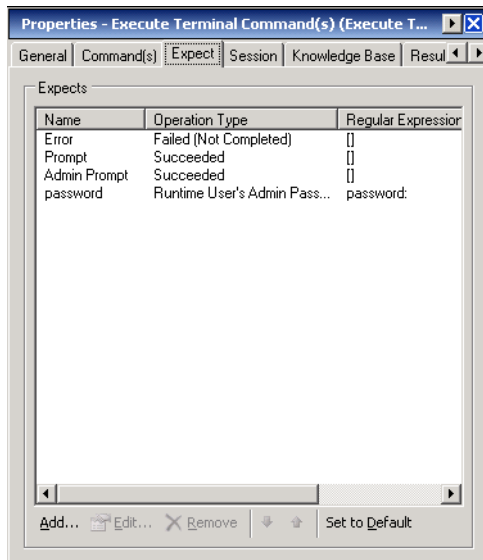 Properties - Execute Terminal Command(s) (Execute T...
General Command(s) Expect Session Knowledge Base Resul
Expects
Name Operation Type Regular Expression
Error Failed (Not Completed) []
Prompt Succeeded []
Admin Prompt Succeeded []
password Runtime User's Admin Pass... password:
Add... Edit... Remove Set to Default